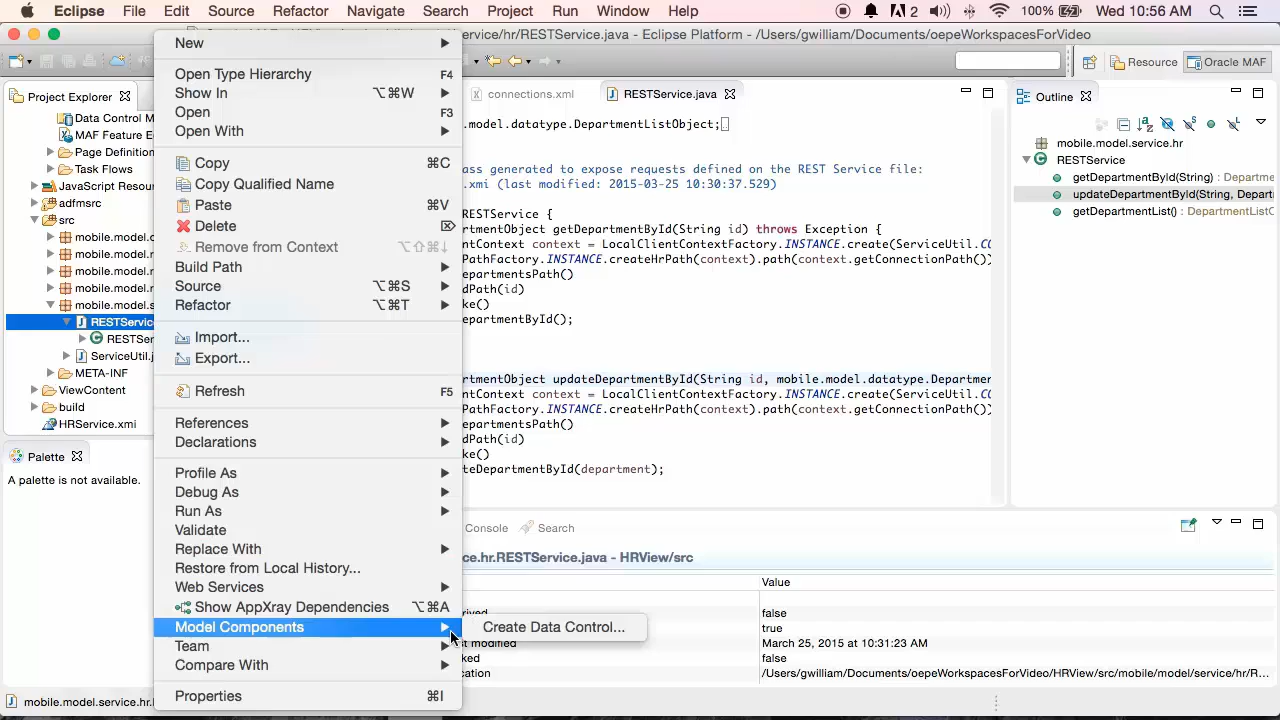 Eclipse File Edit Source Refactor Navigate Search Project Run Window Help 2 100% Wed 10:56 AM
service/hr/RESTService.java - Eclipse Platform - /Users/gwilliam/Documents/oepeWorkspacesForVideo
Resource Oracle MAF
Project Explorer
Data Control M
MAF Feature E
Page Definition
Task Flows
JavaScript Resour
adfmsrc
src
mobile.model.
mobile.model.
mobile.model.
mobile.model.
mobile.model.s
RESTServic
RESTSer
ServiceUtil.j
META-INF
ViewContent
build
HRService.xmi
Palette
A palette is not available.
mobile.model.service.hr.
New
Open Type Hierarchy F4
Show In ⌥⌘W
Open F3
Open With
Copy ⌘C
Copy Qualified Name
Paste ⌘V
Delete ⌦
Remove from Context ⌥⇧⌘↓
Build Path
Source ⌥⌘S
Refactor ⌥⌘T
Import...
Export...
Refresh F5
References
Declarations
Profile As
Debug As
Run As
Validate
Replace With
Restore from Local History...
Web Services
Show AppXray Dependencies ⌥⌘A
Model Components
Team
Compare With
Properties ⌘I
Create Data Control...
connections.xml RESTService.java
.model.datatype.DepartmentListObject;
ass generated to expose requests defined on the REST Service file:
.xmi (last modified: 2015-03-25 10:30:37.529)
RESTService {
rtmentObject getDepartmentById(String id) throws Exception {
ntContext context = LocalClientContextFactory.INSTANCE.create(ServiceUtil.CO
PathFactory.INSTANCE.createHrPath(context).path(context.getConnectionPath())
epartmentsPath()
dPath(id)
ke()
epartmentById();
rtmentObject updateDepartmentById(String id, mobile.model.datatype.Departmen
ntContext context = LocalClientContextFactory.INSTANCE.create(ServiceUtil.CO
PathFactory.INSTANCE.createHrPath(context).path(context.getConnectionPath())
epartmentsPath()
dPath(id)
ke()
teDepartmentById(department);
Outline
mobile.model.service.hr
RESTService
getDepartmentById(String) : Departme
updateDepartmentById(String, Depart
getDepartmentList() : DepartmentListO
Console Search
ce.hr.RESTService.java - HRView/src
Value
rived false
true
st modified March 25, 2015 at 10:31:23 AM
ked false
cation /Users/gwilliam/Documents/oepeWorkspacesForVideo/HRView/src/mobile/model/service/hr/R...